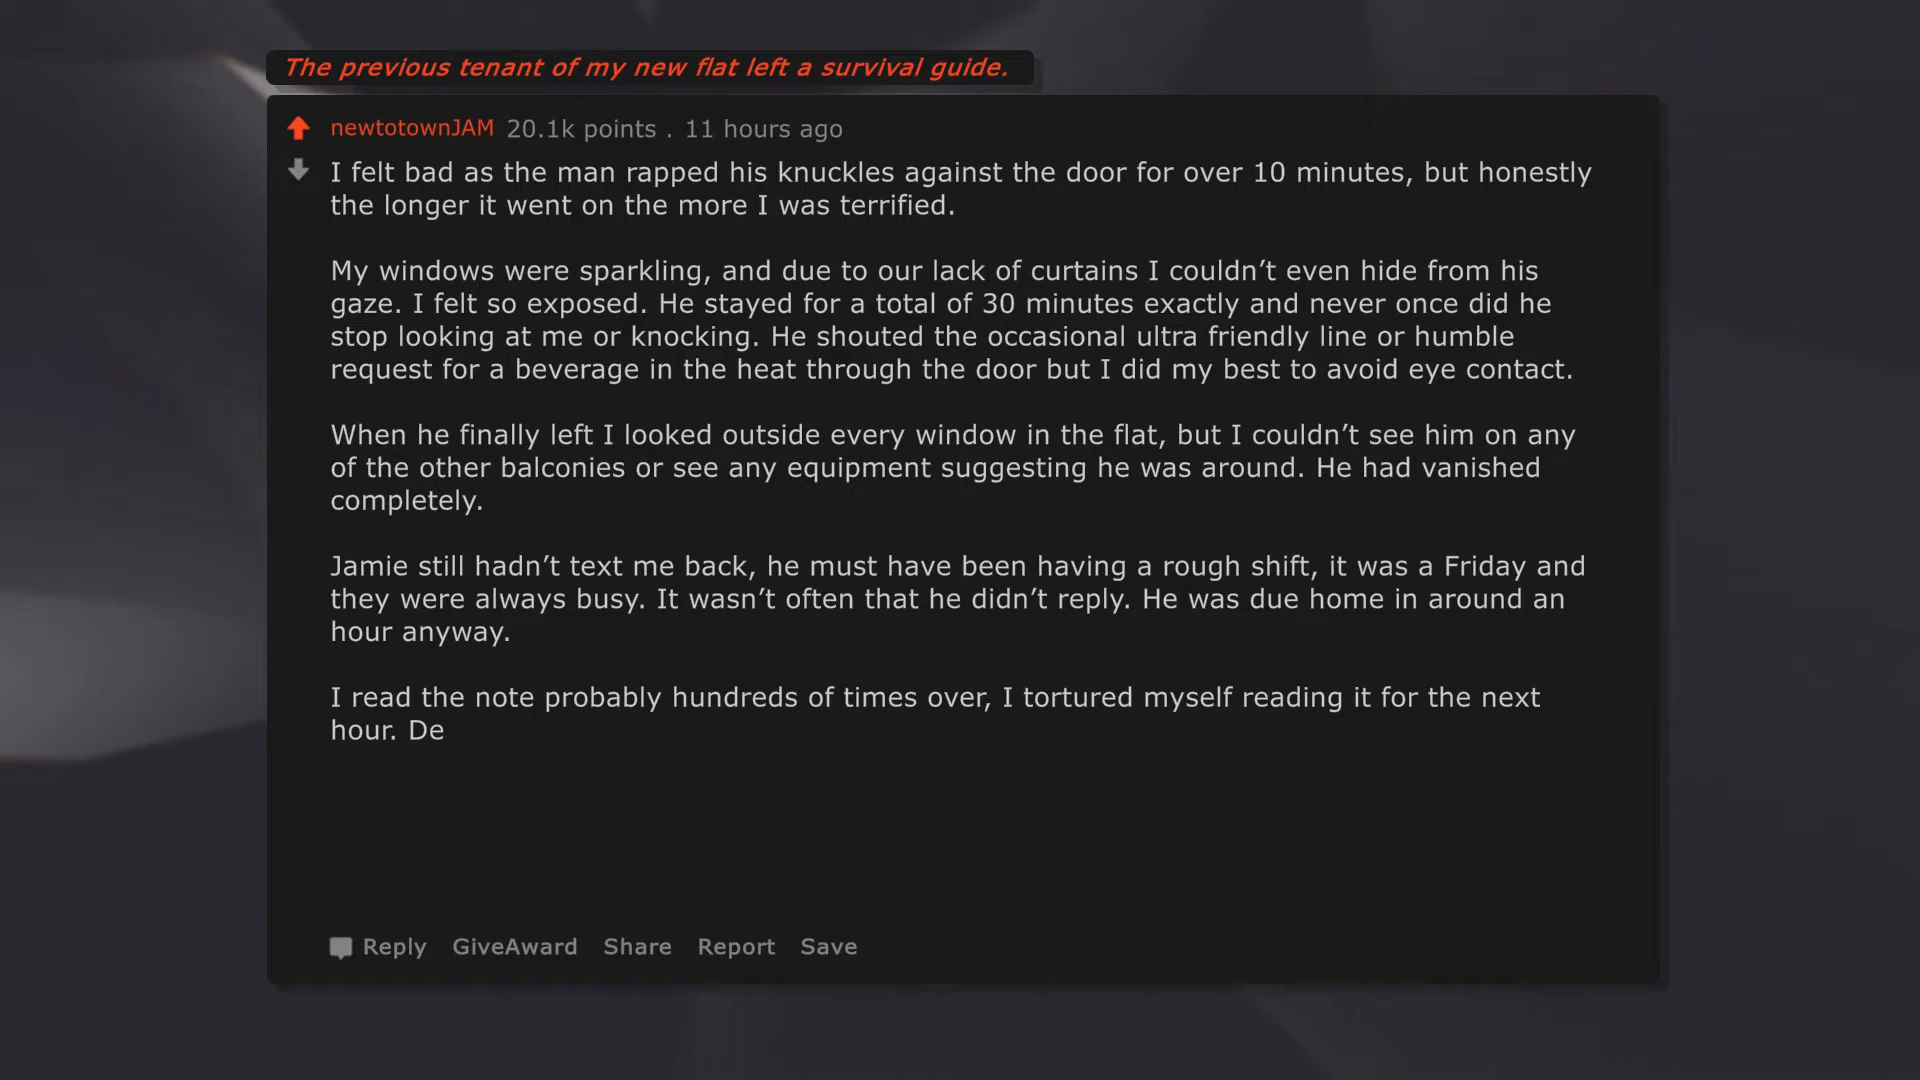 The previous tenant of my new flat left a survival guide.
newtotownJAM 20.1k points . 11 hours ago
I felt bad as the man rapped his knuckles against the door for over 10 minutes, but honestly
the longer it went on the more I was terrified.
My windows were sparkling, and due to our lack of curtains I couldn’t even hide from his
gaze. I felt so exposed. He stayed for a total of 30 minutes exactly and never once did he
stop looking at me or knocking. He shouted the occasional ultra friendly line or humble
request for a beverage in the heat through the door but I did my best to avoid eye contact.
When he finally left I looked outside every window in the flat, but I couldn’t see him on any
of the other balconies or see any equipment suggesting he was around. He had vanished
completely.
Jamie still hadn’t text me back, he must have been having a rough shift, it was a Friday and
they were always busy. It wasn’t often that he didn’t reply. He was due home in around an
hour anyway.
I read the note probably hundreds of times over, I tortured myself reading it for the next
hour. De
Reply GiveAward Share Report Save